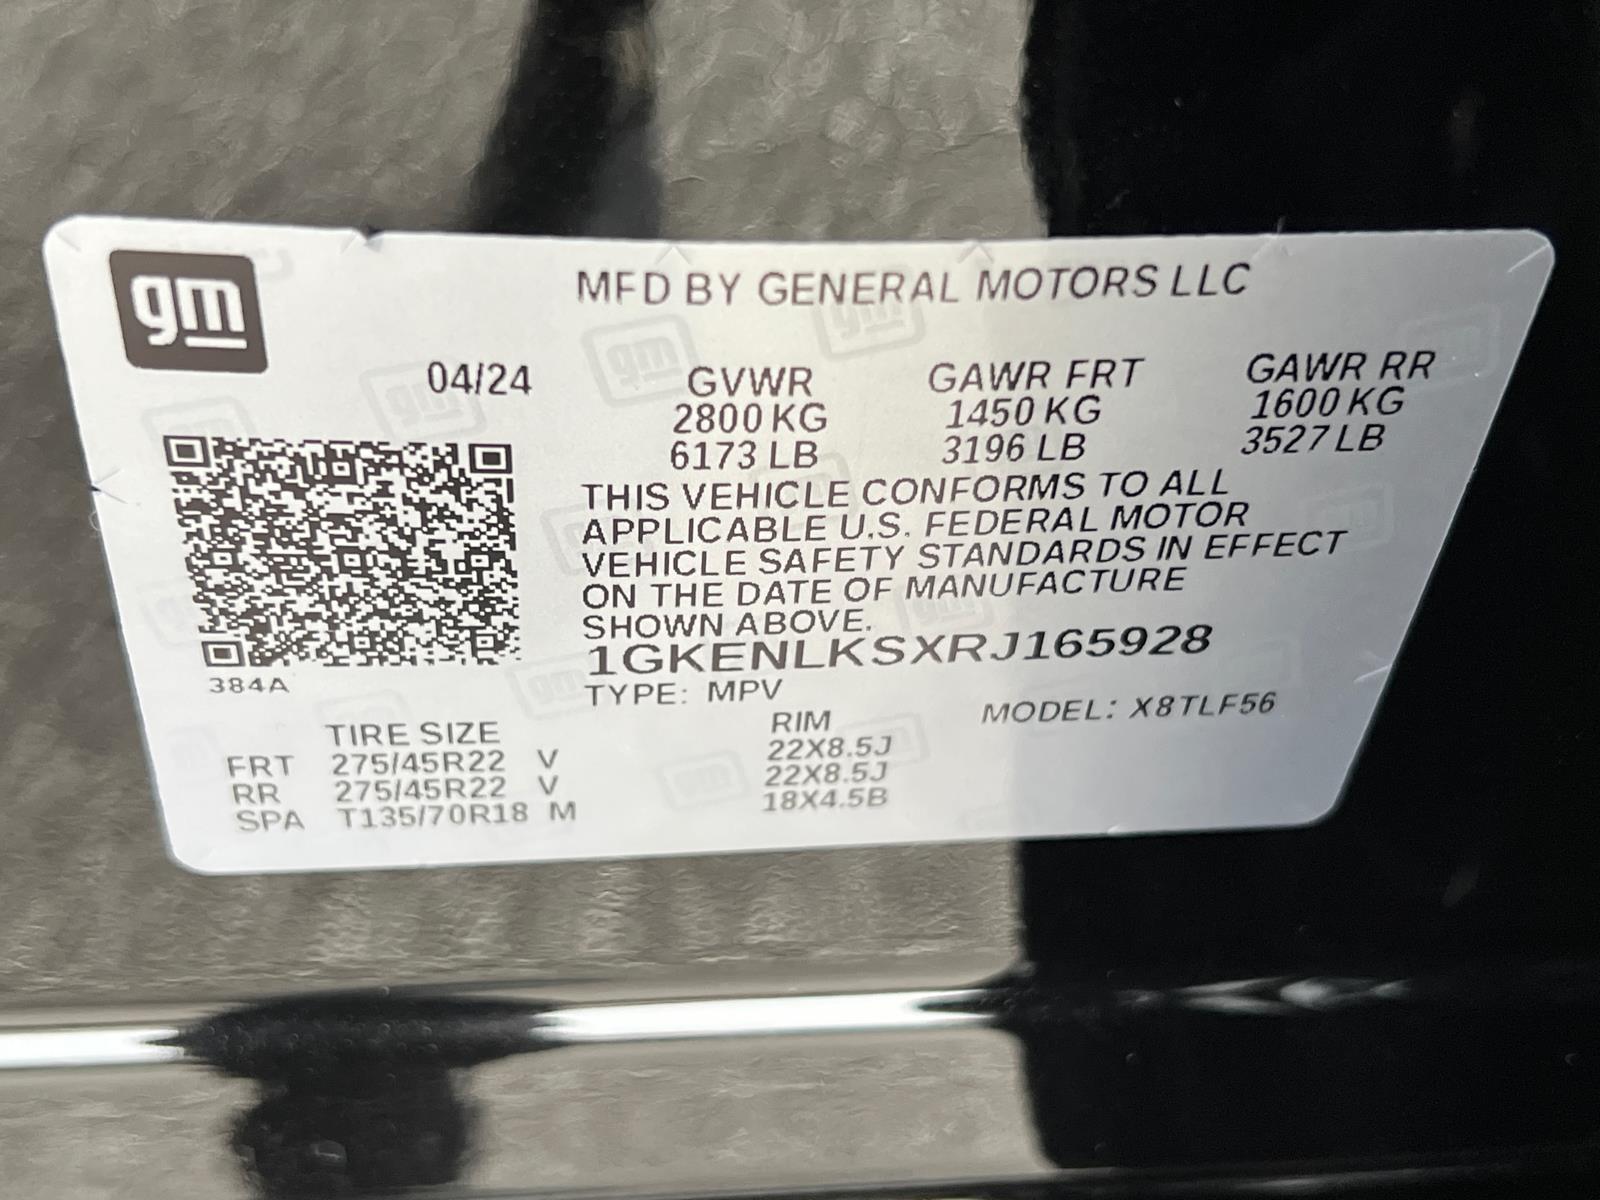 gm
MFD BY GENERAL MOTORS LLC
04/24
GVWR GAWR FRT GAWR RR
2800 KG 1450 KG 1600 KG
6173 LB 3196 LB 3527 LB
THIS VEHICLE CONFORMS TO ALL
APPLICABLE U.S. FEDERAL MOTOR
VEHICLE SAFETY STANDARDS IN EFFECT
ON THE DATE OF MANUFACTURE
SHOWN ABOVE.
1GKENLKSXRJ165928
384A
TYPE: MPV MODEL: X8TLF56
TIRE SIZE RIM
FRT 275/45R22 V 22X8.5J
RR 275/45R22 V 22X8.5J
SPA T135/70R18 M 18X4.5B